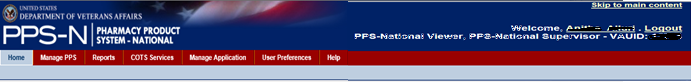 UNITED STATES
DEPARTMENT OF VETERANS AFFAIRS
PPS-N PHARMACY PRODUCT
SYSTEM - NATIONAL
Skip to main content
Welcome, . Logout
PPS-National Viewer, PPS-National Supervisor - VAUID:
Home Manage PPS Reports COTS Services Manage Application User Preferences Help